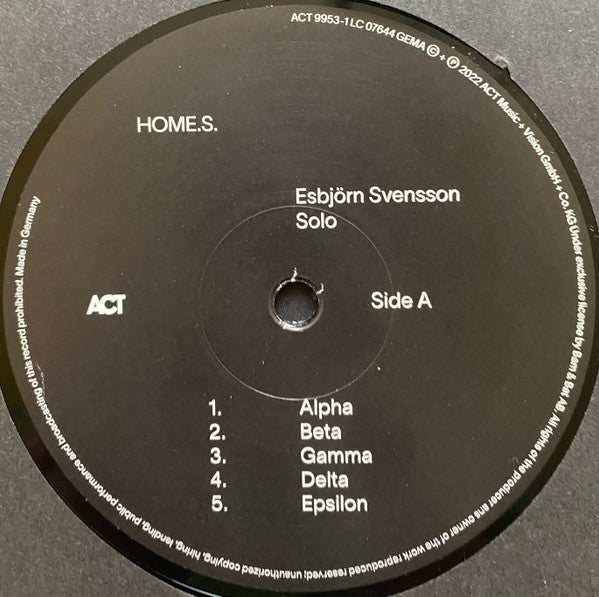 ACT 9953-1 LC 07644 GEMA © + ℗ 2022 ACT Music + Vision GmbH + Co. KG Under exclusive license by Bam & Bat AB. All rights of the producer ane owner of the work reproduced reserved; unauthorized copying, hiring, lending, public performance and broadcasting of this record prohibited. Made in Germany
HOME.S.
Esbjörn Svensson
Solo
ACT
Side A
1. Alpha
2. Beta
3. Gamma
4. Delta
5. Epsilon